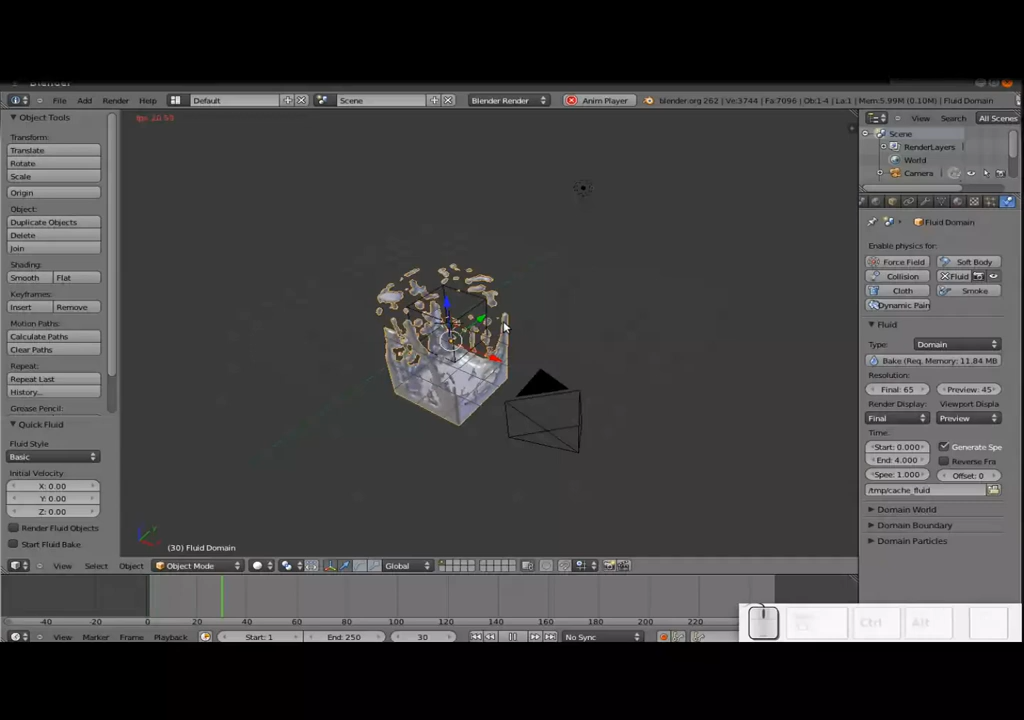 File Add Render Help Default Scene Blender Render Anim Player blender.org 262 | Ve:3744 | Fa:7096 | Ob:1-4 | La:1 | Mem:5.99M (0.10M) | Fluid Domain
Object Tools
Transform:
Translate
Rotate
Scale
Origin
Object:
Duplicate Objects
Delete
Join
Shading:
Smooth Flat
Keyframes:
Insert Remove
Motion Paths:
Calculate Paths
Clear Paths
Repeat:
Repeat Last
History...
Grease Pencil:
Quick Fluid
Fluid Style
Basic
Initial Velocity
X: 0.00
Y: 0.00
Z: 0.00
Render Fluid Objects
Start Fluid Bake
(30) Fluid Domain
View Search All Scenes
Scene
RenderLayers
World
Camera
Fluid Domain
Enable physics for:
Force Field Soft Body
Collision Fluid
Cloth Smoke
Dynamic Pain
Fluid
Type: Domain
Bake (Req. Memory: 11.84 MB
Resolution:
Final: 65 Preview: 45
Render Display: Viewport Displa
Final Preview
Time:
Start: 0.000 Generate Spe
End: 4.000 Reverse Fra
Spee: 1.000 Offset: 0
/tmp/cache_fluid
Domain World
Domain Boundary
Domain Particles
View Select Object Object Mode Global
-40 -20 0 20 40 60 80 100 120 140 160 180 200 220
View Marker Frame Playback Start: 1 End: 250 30 No Sync
Ctrl Alt